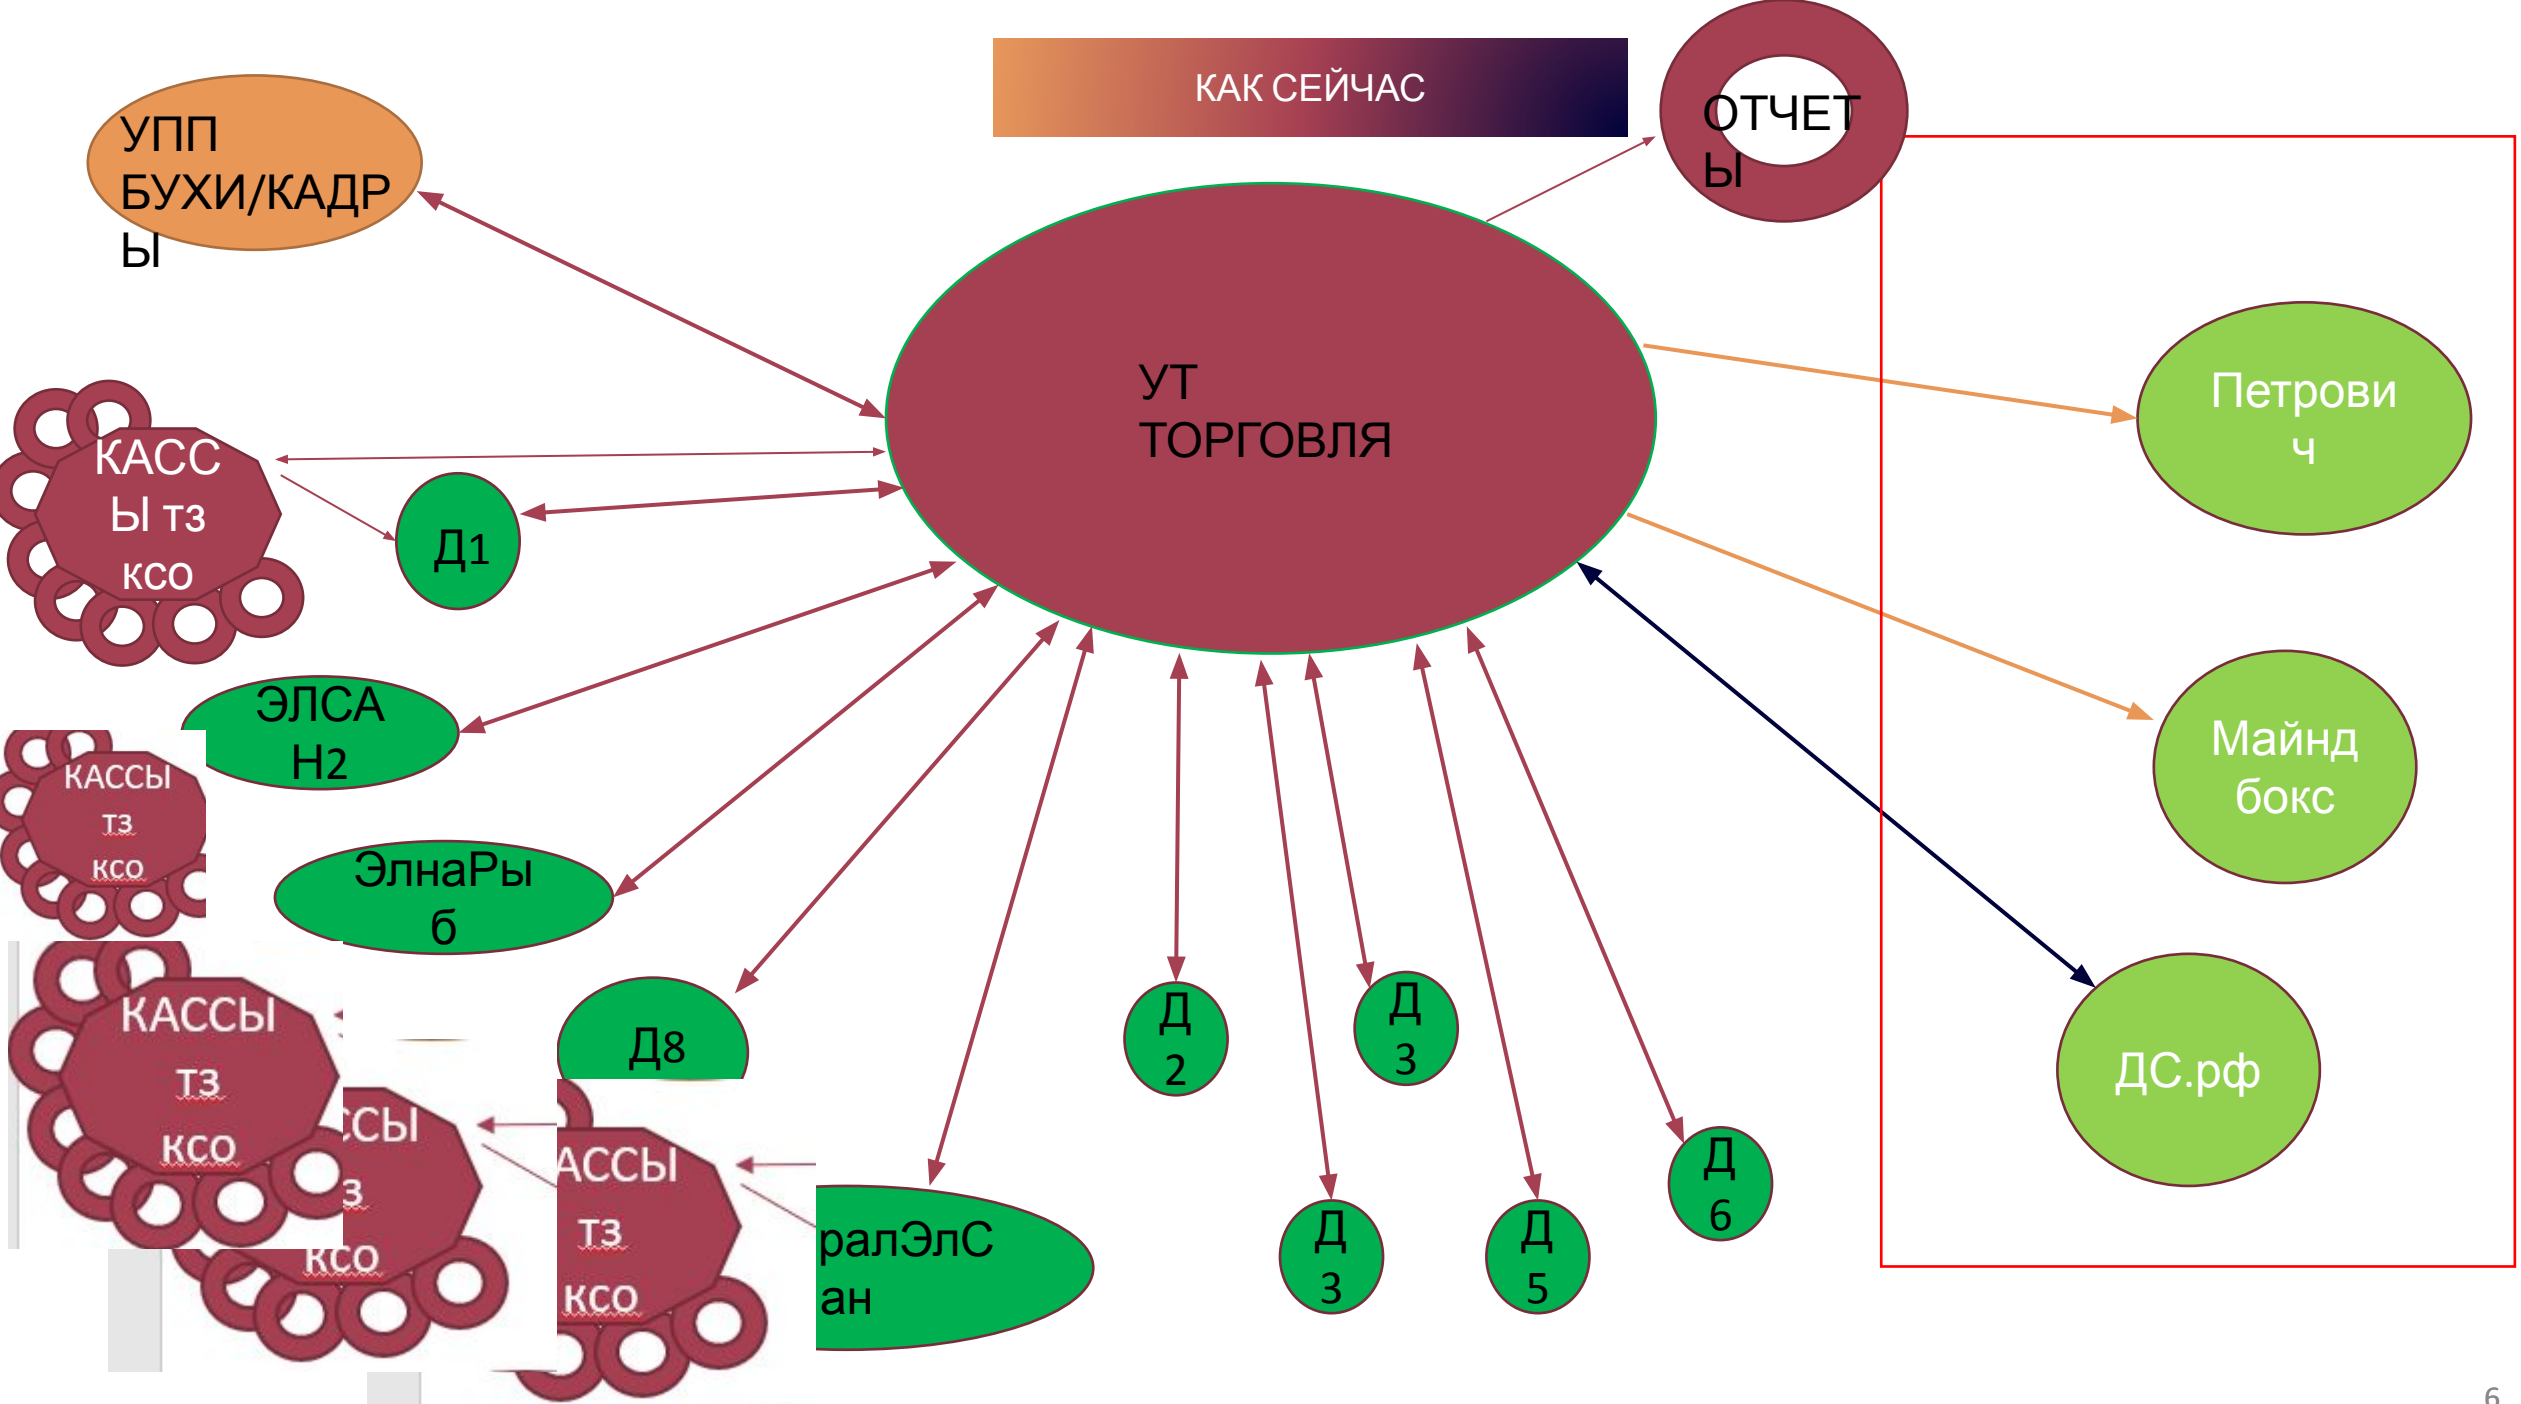 КАК СЕЙЧАС
ОТЧЕТ
Ы
УПП
БУХИ/КАДР
Ы
УТ
ТОРГОВЛЯ
Петрови
ч
КАСС
Ы тз
ксо
Д1
ЭЛСА
Н2
Майнд
бокс
КАССЫ
тз
ксо
ЭлнаРы
б
КАССЫ
тз
ксо
Д8
Д
2
Д
3
ДС.рф
ССЫ
з
ксо
АССЫ
тз
ксо
ралЭлС
ан
Д
3
Д
5
Д
6
6